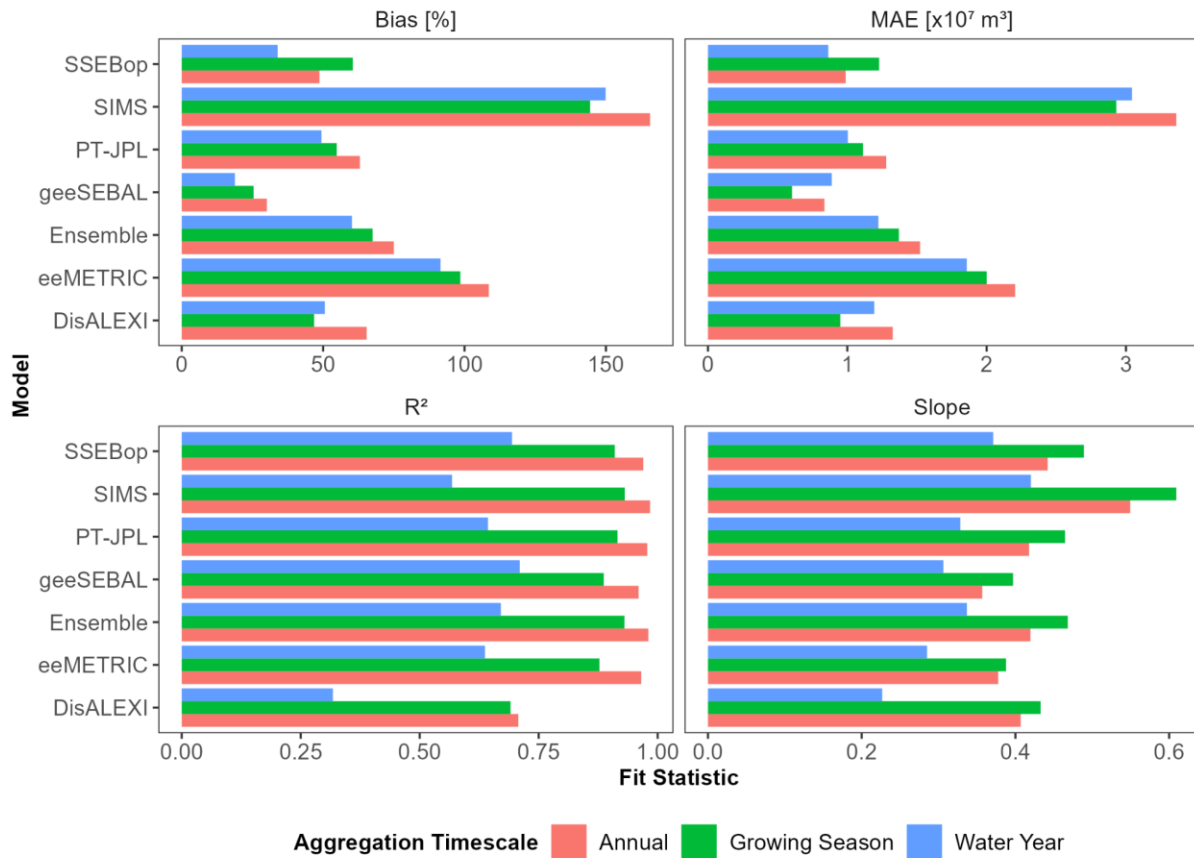 Bias [%]
MAE [x10⁷ m³]
SSEBop
SIMS
PT-JPL
geeSEBAL
Ensemble
eeMETRIC
DisALEXI
0 50 100 150
0 1 2 3
Model
R²
Slope
SSEBop
SIMS
PT-JPL
geeSEBAL
Ensemble
eeMETRIC
DisALEXI
0.00 0.25 0.50 0.75 1.00
0.0 0.2 0.4 0.6
Fit Statistic
Aggregation Timescale Annual Growing Season Water Year